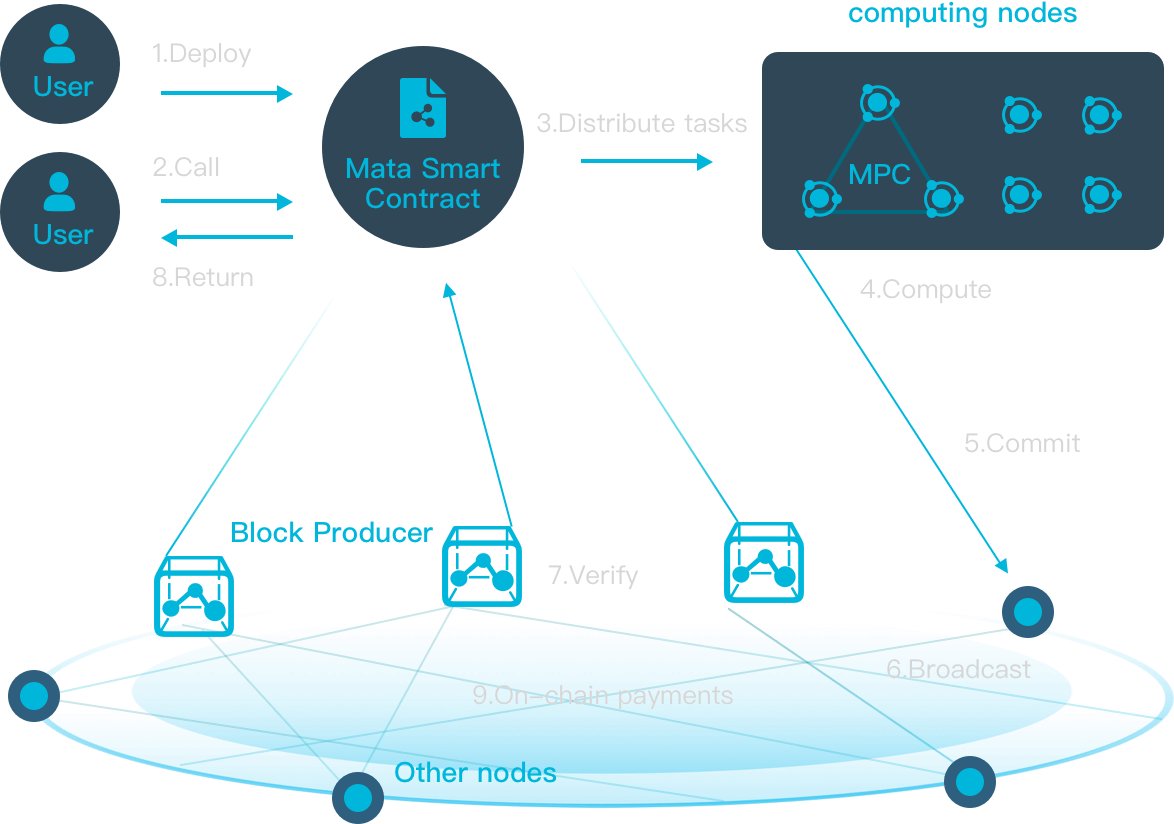 computing nodes
User
1.Deploy
Mata Smart
Contract
3.Distribute tasks
MPC
2.Call
User
8.Return
4.Compute
5.Commit
Block Producer
7.Verify
6.Broadcast
9.On-chain payments
Other nodes